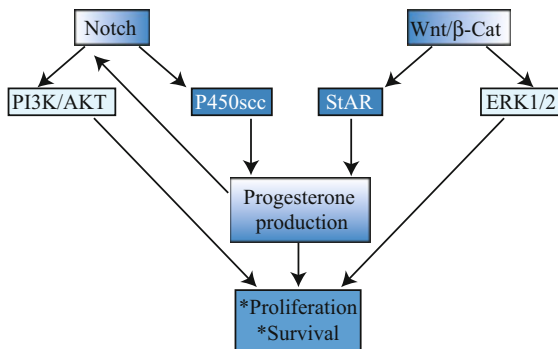 Notch
Wnt/β-Cat
PI3K/AKT
P450scc
StAR
ERK1/2
Progesterone
production
*Proliferation
*Survival